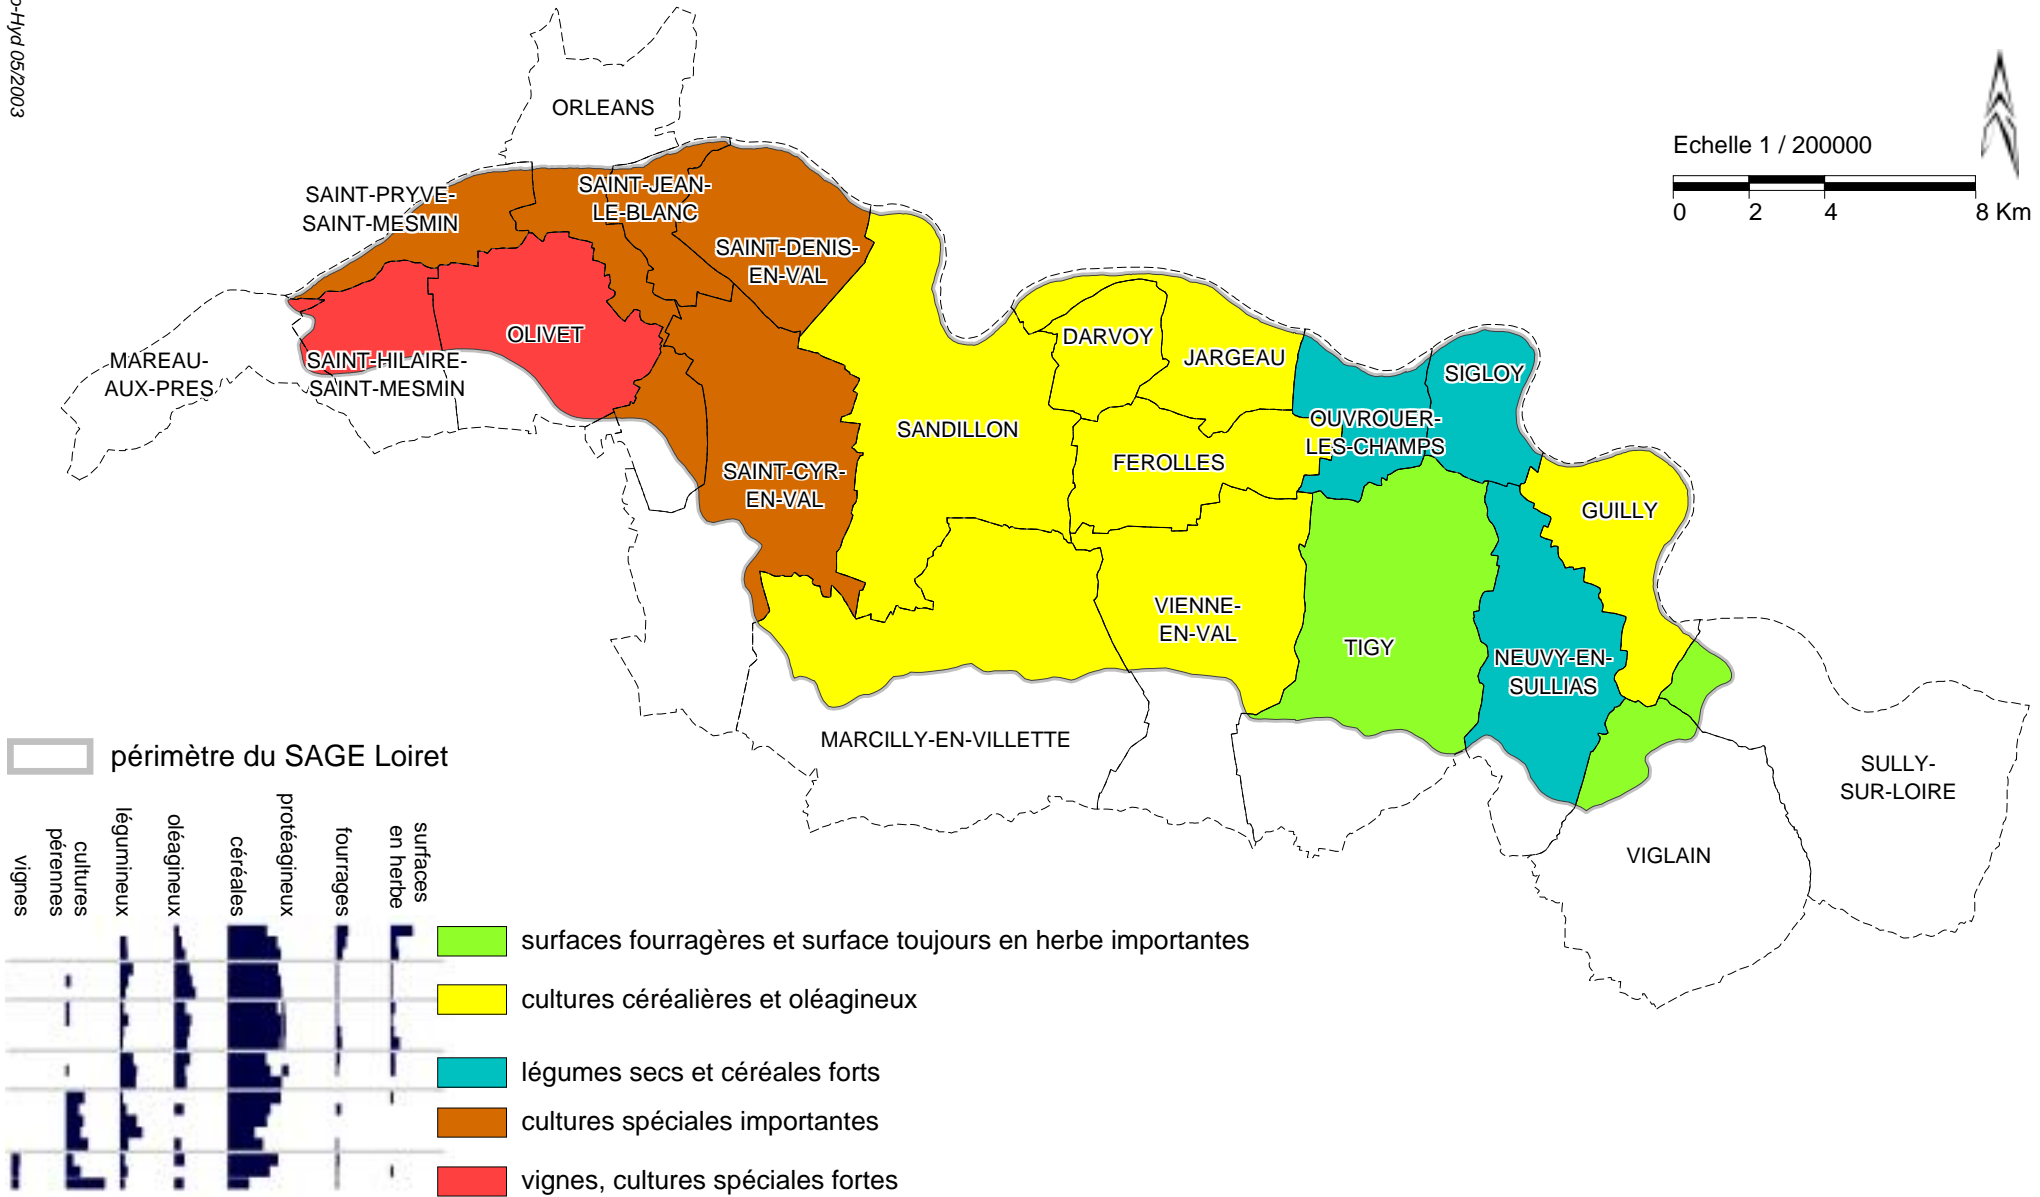 -Hyd 05/2003
ORLEANS
Echelle 1 / 200000
0 2 4 8 Km
SAINT-PRYVE-
SAINT-MESMIN
SAINT-JEAN-
LE-BLANC
SAINT-DENIS-
EN-VAL
OLIVET
MAREAU-
AUX-PRES
SAINT-HILAIRE-
SAINT-MESMIN
DARVOY
JARGEAU
SIGLOY
SANDILLON
OUVROUER-
LES-CHAMPS
FEROLLES
SAINT-CYR-
EN-VAL
GUILLY
VIENNE-
EN-VAL
TIGY
NEUVY-EN-
SULLIAS
MARCILLY-EN-VILLETTE
SULLY-
SUR-LOIRE
VIGLAIN
périmètre du SAGE Loiret
vignes
cultures
pérennes
légumineux
oléagineux
céréales
protéagineux
fourrages
surfaces
en herbe
surfaces fourragères et surface toujours en herbe importantes
cultures céréalières et oléagineux
légumes secs et céréales forts
cultures spéciales importantes
vignes, cultures spéciales fortes